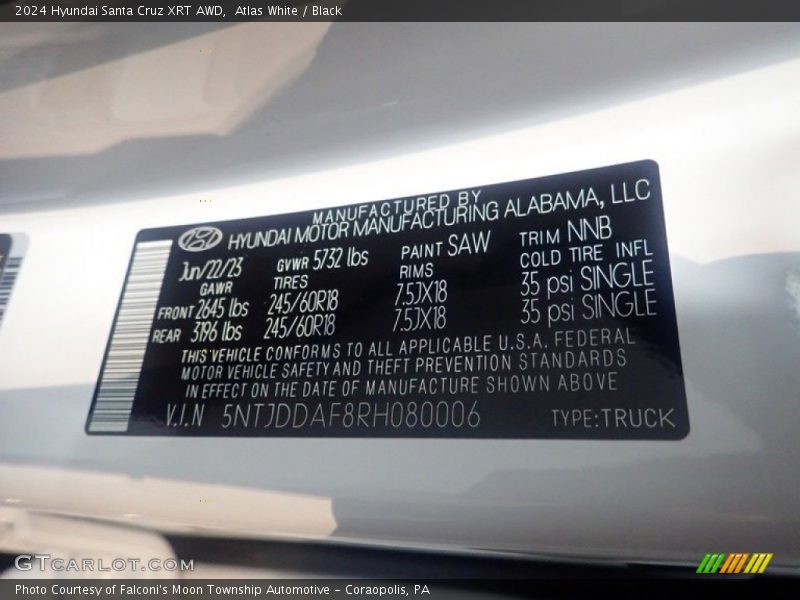 2024 Hyundai Santa Cruz XRT AWD,  Atlas White / Black
MANUFACTURED BY
HYUNDAI MOTOR MANUFACTURING ALABAMA, LLC
Jun/22/23 GVWR 5732 lbs PAINT SAW TRIM NNB
GAWR TIRES RIMS COLD TIRE INFL
FRONT 2645 lbs 245/60R18 7.5X18 35 psi SINGLE
REAR 3196 lbs 245/60R18 7.5X18 35 psi SINGLE
THIS VEHICLE CONFORMS TO ALL APPLICABLE U.S.A. FEDERAL
MOTOR VEHICLE SAFETY AND THEFT PREVENTION STANDARDS
IN EFFECT ON THE DATE OF MANUFACTURE SHOWN ABOVE
V.I.N 5NTJDDAF8RH080006 TYPE:TRUCK
GTCARLOT.COM
Photo Courtesy of Falconi's Moon Township Automotive - Coraopolis, PA